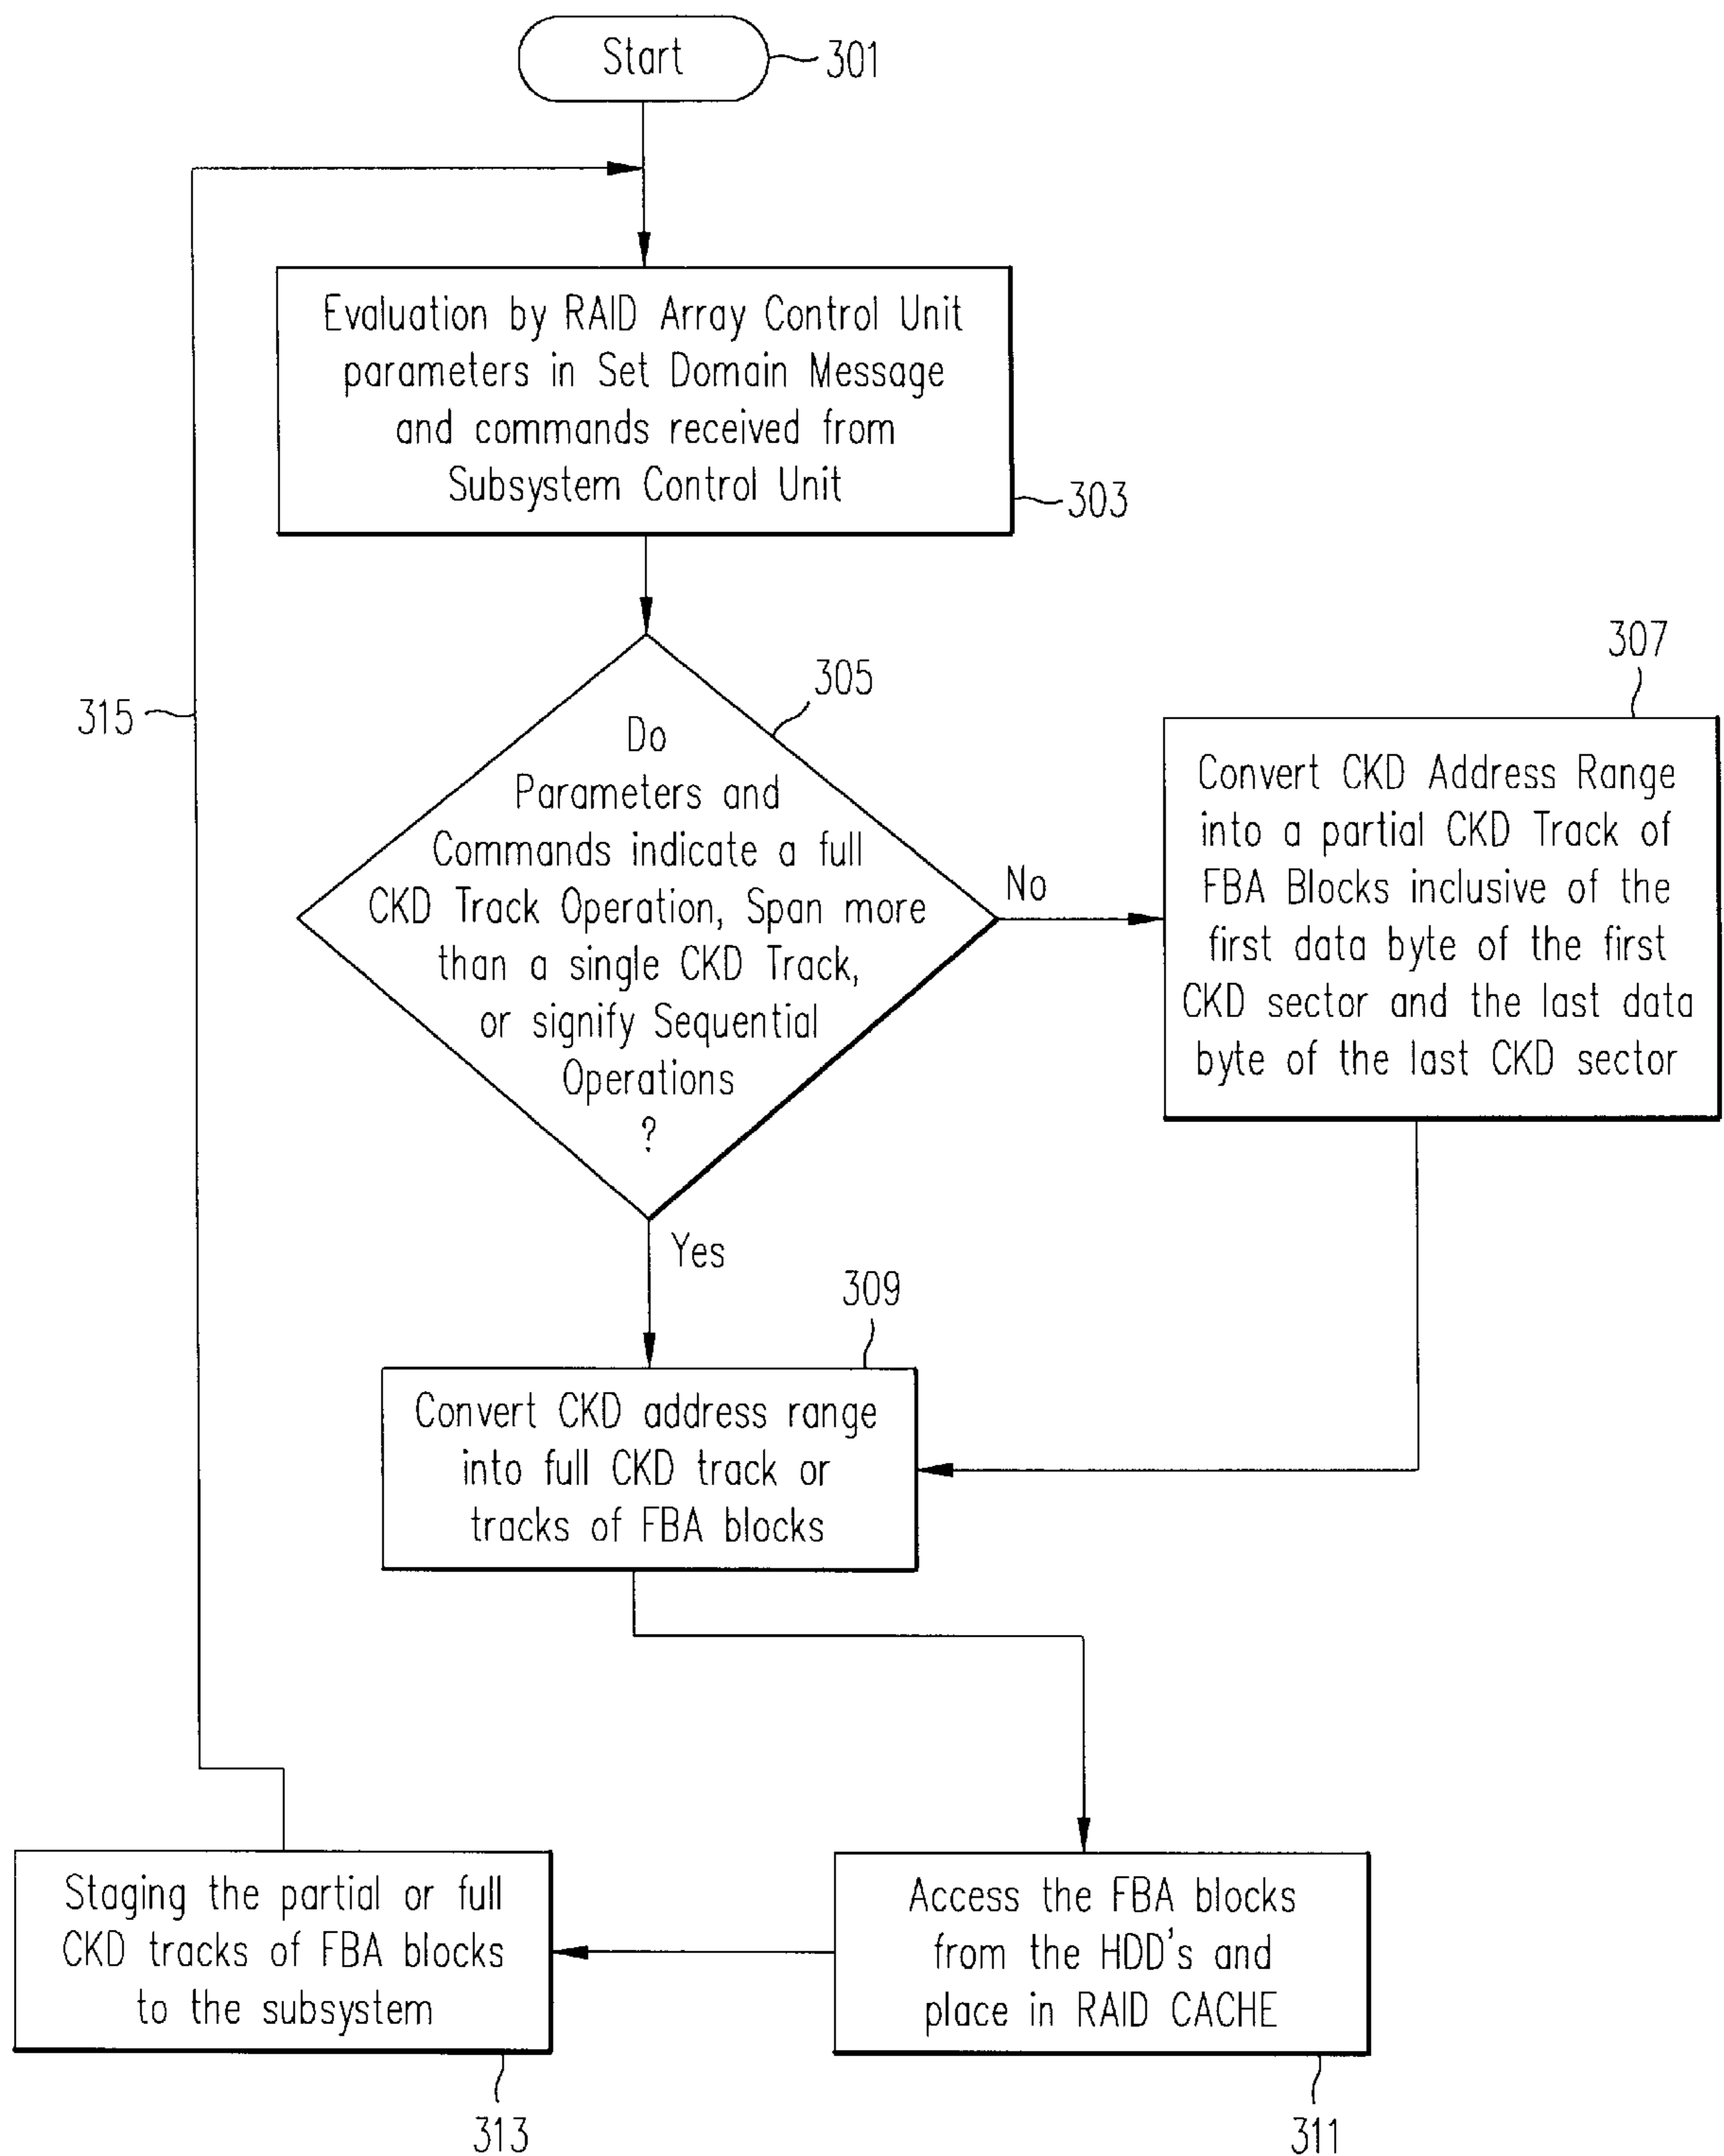 Start
301
Evaluation by RAID Array Control Unit
parameters in Set Domain Message
and commands received from
Subsystem Control Unit
303
305
307
315
Do
Parameters and
Commands indicate a full
CKD Track Operation, Span more
than a single CKD Track,
or signify Sequential
Operations
?
No
Convert CKD Address Range
into a partial CKD Track of
FBA Blocks inclusive of the
first data byte of the first
CKD sector and the last data
byte of the last CKD sector
Yes
309
Convert CKD address range
into full CKD track or
tracks of FBA blocks
Access the FBA blocks
from the HDD's and
place in RAID CACHE
311
Staging the partial or full
CKD tracks of FBA blocks
to the subsystem
313